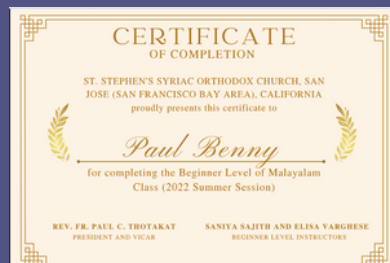 CERTIFICATE
OF COMPLETION
ST. STEPHEN'S SYRIAC ORTHODOX CHURCH, SAN
JOSE (SAN FRANCISCO BAY AREA), CALIFORNIA
proudly presents this certificate to
Paul Benny
for completing the Beginner Level of Malayalam
Class (2022 Summer Session)
REV. FR. PAUL C. THOTAKAT
PRESIDENT AND VICAR
SANIYA SAJITH AND ELISA VARGHESE
BEGINNER LEVEL INSTRUCTORS